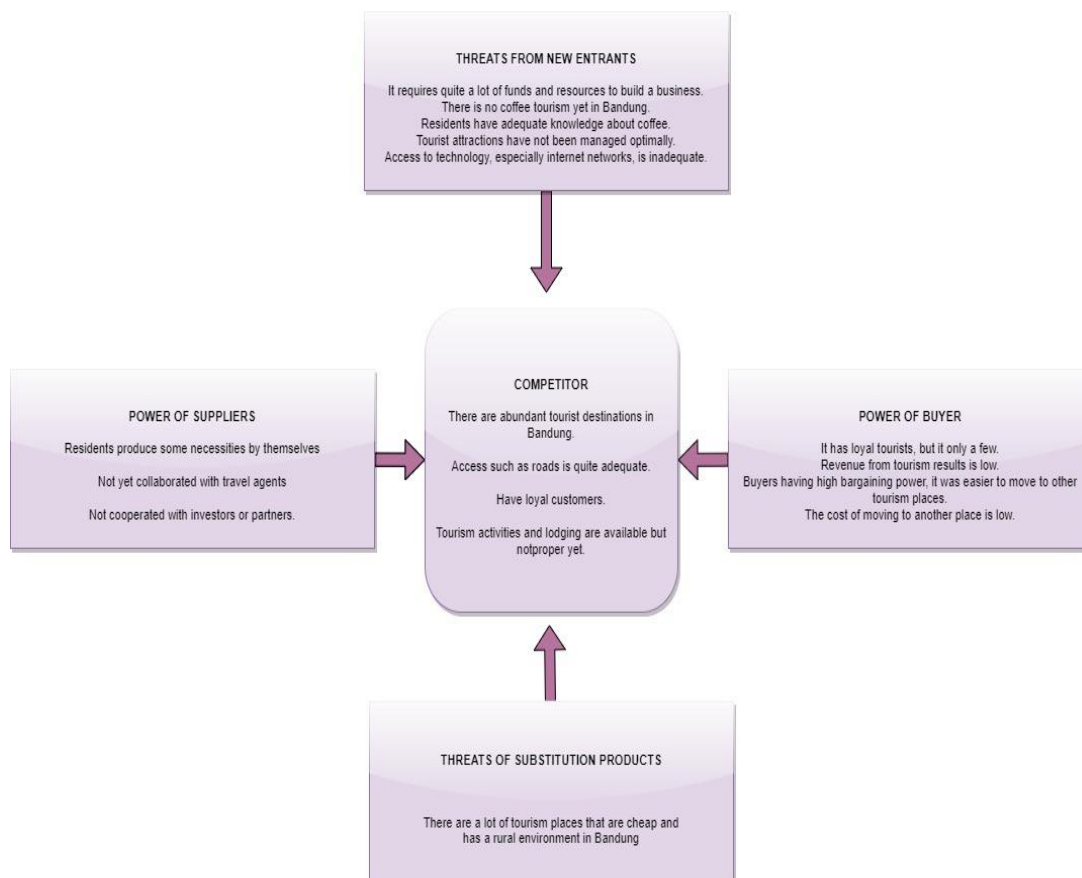 THREATS FROM NEW ENTRANTS
It requires quite a lot of funds and resources to build a business.
There is no coffee tourism yet in Bandung.
Residents have adequate knowledge about coffee.
Tourist attractions have not been managed optimally.
Access to technology, especially internet networks, is inadequate.
POWER OF SUPPLIERS
Residents produce some necessities by themselves
Not yet collaborated with travel agents
Not cooperated with investors or partners.
COMPETITOR
There are abundant tourist destinations in
Bandung.
Access such as roads is quite adequate.
Have loyal customers.
Tourism activities and lodging are available but
notproper yet.
POWER OF BUYER
It has loyal tourists, but it only a few.
Revenue from tourism results is low.
Buyers having high bargaining power, it was easier to move to other
tourism places.
The cost of moving to another place is low.
THREATS OF SUBSTITUTION PRODUCTS
There are a lot of tourism places that are cheap and
has a rural environment in Bandung